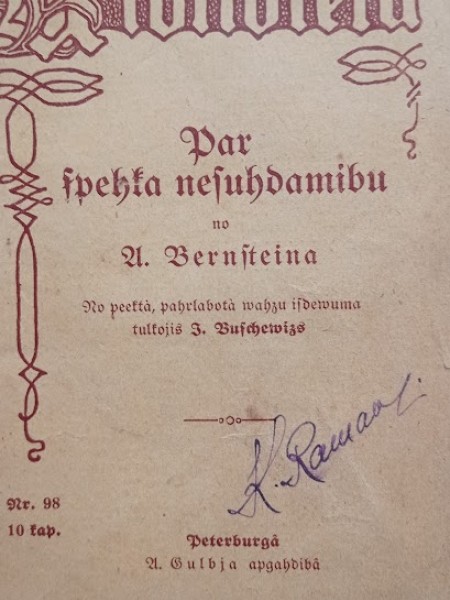 Par
ſpehka neſuhdamibu
no
A. Bernſteina
No peektà, pahrlabotà wahzu iſdewuma
tulkojis J. Buſchewizs
Nr. 98
10 kap.
Peterburgâ
A. Gulbja apgahdibâ